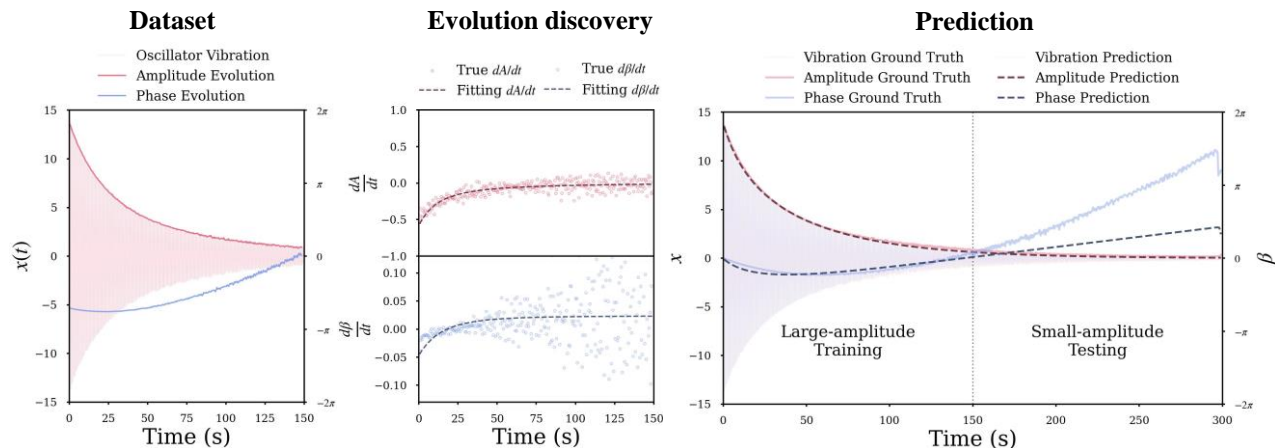 Dataset
Oscillator Vibration
Amplitude Evolution
Phase Evolution
15
10
5
0
−5
−10
−15
x(t)
2π
π
0
−π
−2π
0 25 50 75 100 125 150
Time (s)
Evolution discovery
True dA/dt True dβ/dt
Fitting dA/dt Fitting dβ/dt
1.0
0.5
0.0
−0.5
−1.0
dA
dt
0.10
0.05
0.00
−0.05
−0.10
dβ
dt
0 25 50 75 100 125 150
Time (s)
Prediction
Vibration Ground Truth Vibration Prediction
Amplitude Ground Truth Amplitude Prediction
Phase Ground Truth Phase Prediction
15
10
5
0
−5
−10
−15
x
2π
π
0
−π
−2π
β
Large-amplitude
Training
Small-amplitude
Testing
0 50 100 150 200 250 300
Time (s)